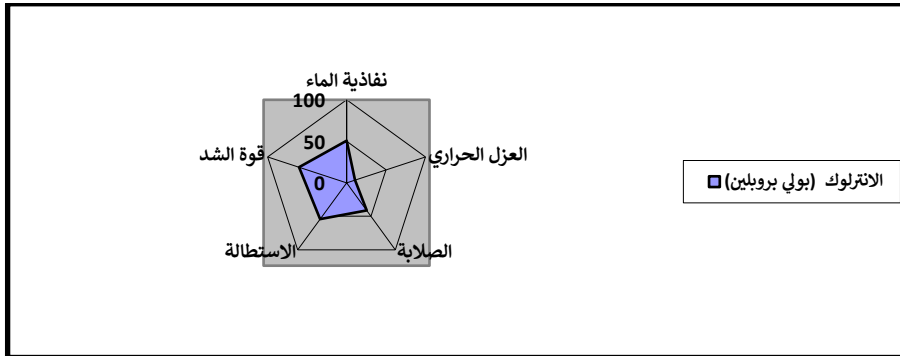 نفاذية الماء
100
50
0
العزل الحراري
الصلابة
الاستطالة
قوة الشد
الانترلوك (بولي بروبلين)